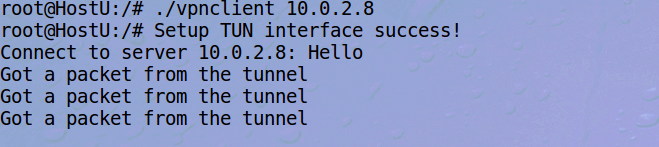 root@HostU:/# ./vpnclient 10.0.2.8
root@HostU:/# Setup TUN interface success!
Connect to server 10.0.2.8: Hello
Got a packet from the tunnel
Got a packet from the tunnel
Got a packet from the tunnel